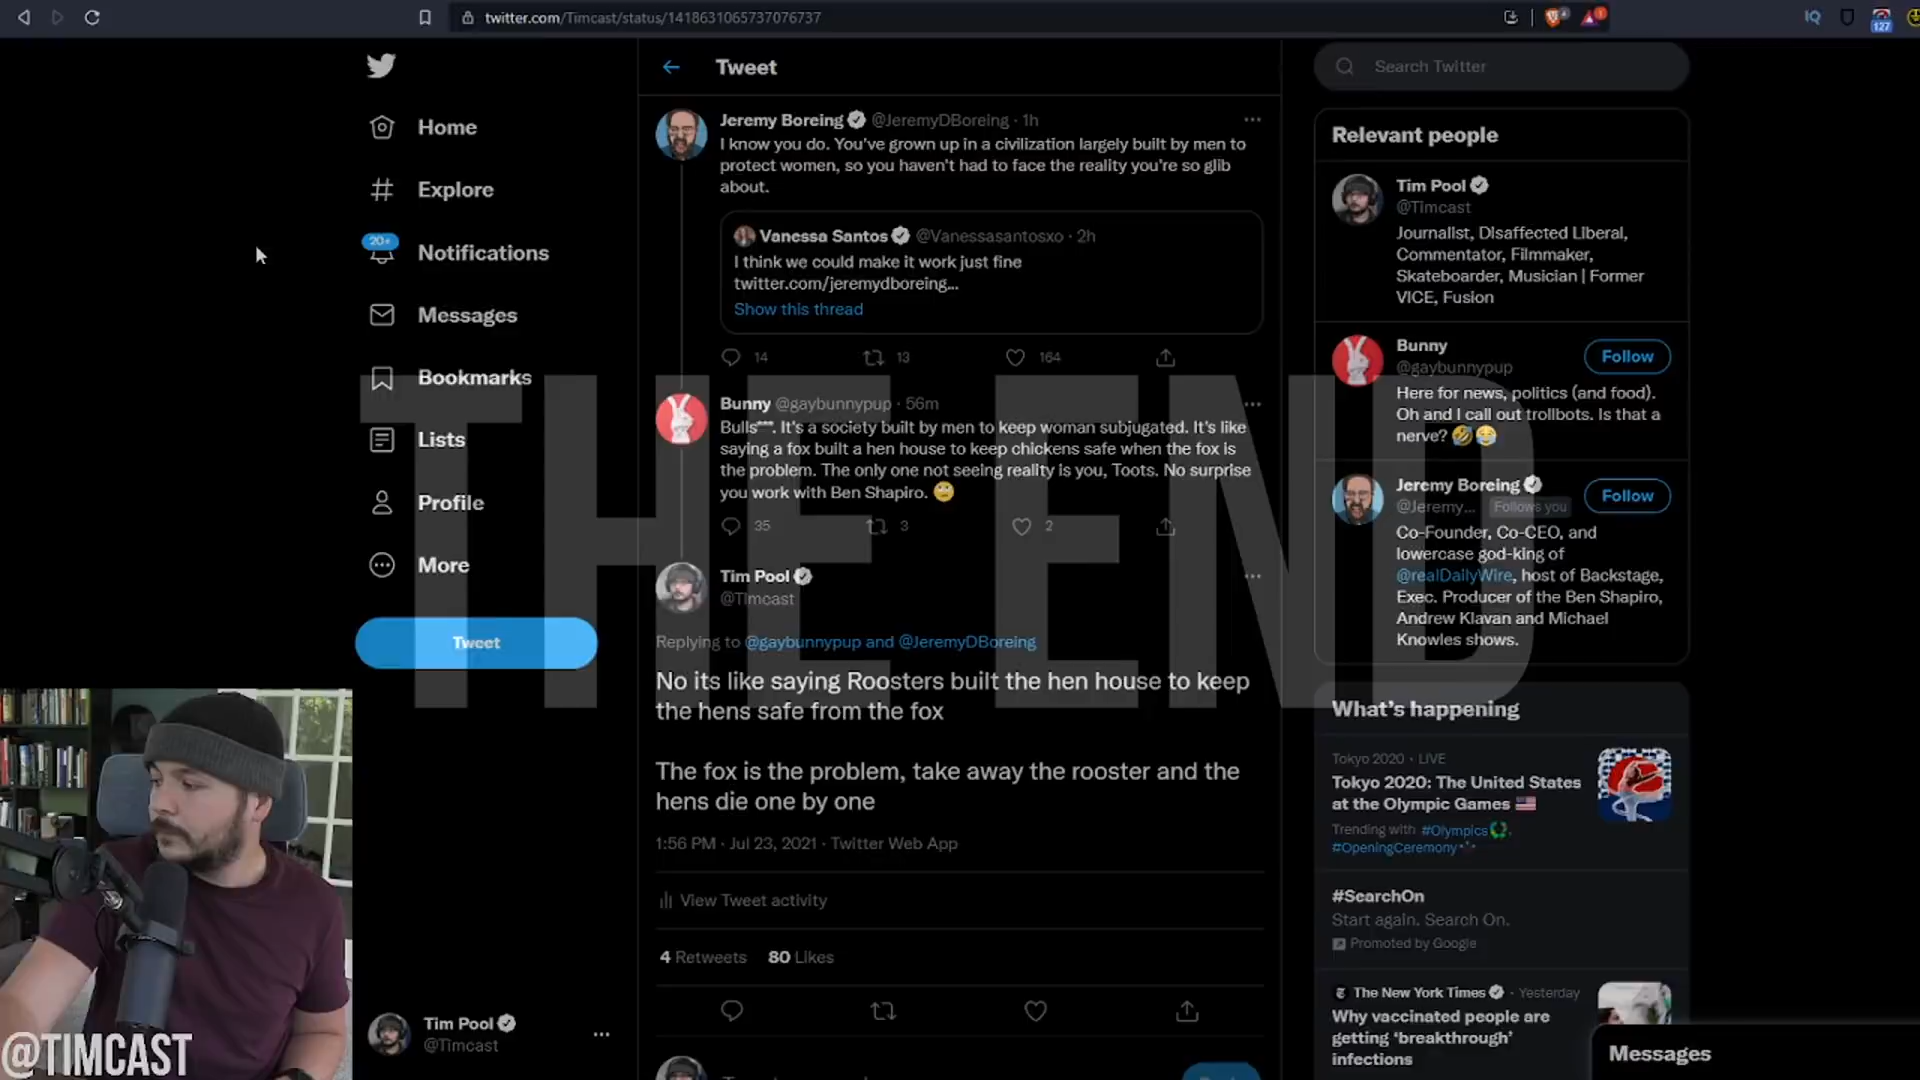 twitter.com/Timcast/status/1418631065737076737
IQ
127
Home
Explore
20+
Notifications
Messages
Bookmarks
Lists
Profile
More
Tweet
Tim Pool
@Timcast
@TIMCAST
Tweet
Jeremy Boreing @JeremyDBoreing · 1h
I know you do. You've grown up in a civilization largely built by men to
protect women, so you haven't had to face the reality you're so glib
about.
Vanessa Santos @Vanessasantosxo · 2h
I think we could make it work just fine
twitter.com/jeremydboreing...
Show this thread
14 13 164
Bunny @gaybunnypup · 56m
Bulls***. It's a society built by men to keep woman subjugated. It's like
saying a fox built a hen house to keep chickens safe when the fox is
the problem. The only one not seeing reality is you, Toots. No surprise
you work with Ben Shapiro. 🙄
35 3 2
THE END
Tim Pool
@Timcast
Replying to @gaybunnypup and @JeremyDBoreing
No its like saying Roosters built the hen house to keep
the hens safe from the fox
The fox is the problem, take away the rooster and the
hens die one by one
1:56 PM · Jul 23, 2021 · Twitter Web App
View Tweet activity
4 Retweets 80 Likes
Search Twitter
Relevant people
Tim Pool
@Timcast
Journalist, Disaffected Liberal,
Commentator, Filmmaker,
Skateboarder, Musician | Former
VICE, Fusion
Bunny
@gaybunnypup
Follow
Here for news, politics (and food).
Oh and I call out trollbots. Is that a
nerve? 🤣😂
Jeremy Boreing
@Jeremy... Follows you
Follow
Co-Founder, Co-CEO, and
lowercase god-king of
@realDailyWire, host of Backstage,
Exec. Producer of the Ben Shapiro,
Andrew Klavan and Michael
Knowles shows.
What's happening
Tokyo 2020 · LIVE
Tokyo 2020: The United States
at the Olympic Games 🇺🇸
Trending with #Olympics,
#OpeningCeremony
#SearchOn
Start again. Search On.
Promoted by Google
The New York Times · Yesterday
Why vaccinated people are
getting 'breakthrough'
infections
Messages